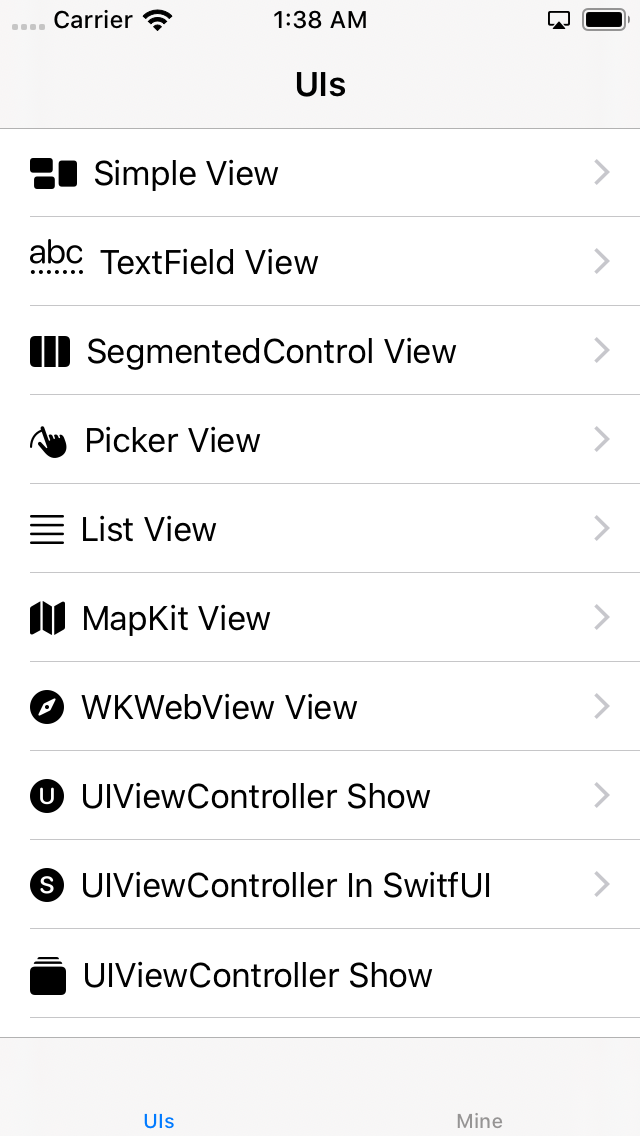 Carrier 1:38 AM
UIs
Simple View
abc TextField View
SegmentedControl View
Picker View
List View
MapKit View
WKWebView View
U UIViewController Show
S UIViewController In SwitfUI
UIViewController Show
UIs Mine